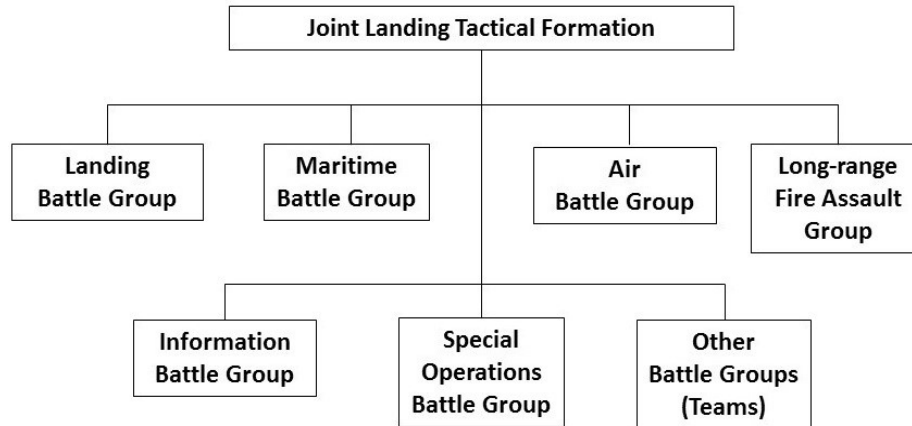 Joint Landing Tactical Formation
Landing
Battle Group
Maritime
Battle Group
Air
Battle Group
Long-range
Fire Assault
Group
Information
Battle Group
Special
Operations
Battle Group
Other
Battle Groups
(Teams)